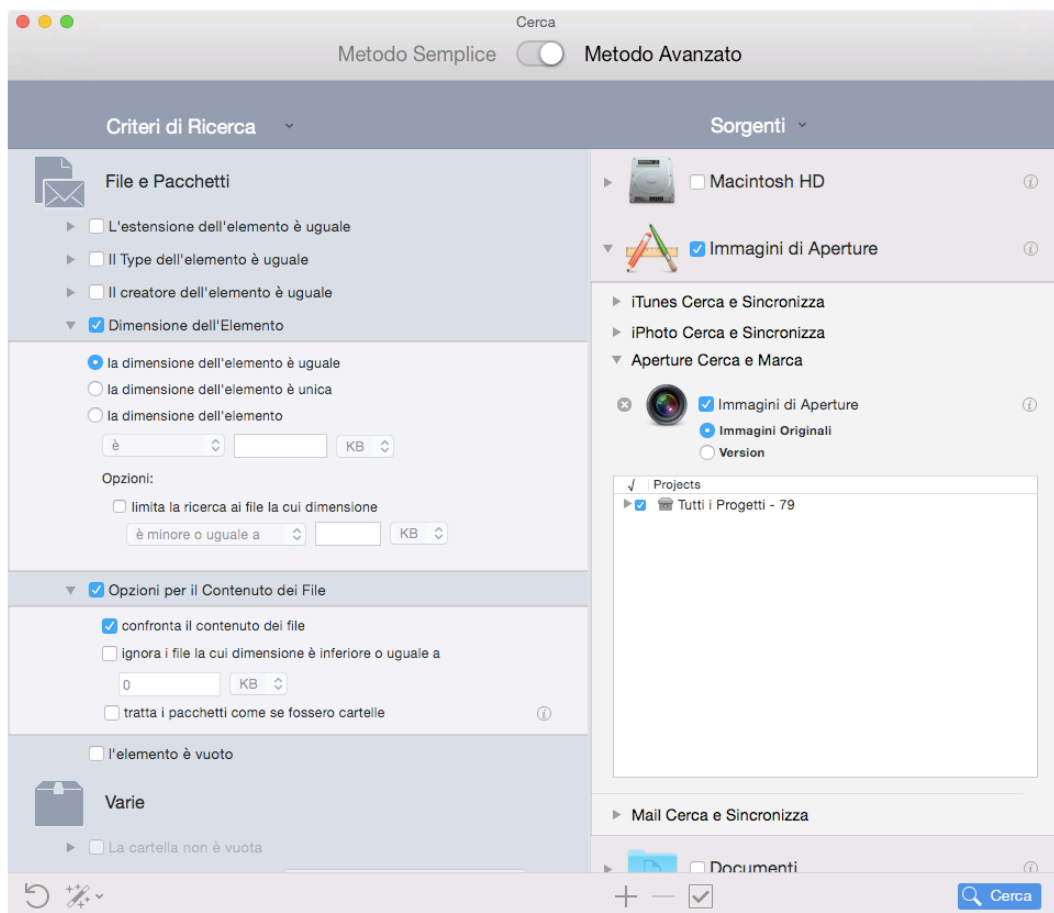 Cerca
Metodo Semplice Metodo Avanzato
Criteri di Ricerca
File e Pacchetti
L'estensione dell'elemento è uguale
Il Type dell'elemento è uguale
Il creatore dell'elemento è uguale
Dimensione dell'Elemento
la dimensione dell'elemento è uguale
la dimensione dell'elemento è unica
la dimensione dell'elemento
è KB
Opzioni:
limita la ricerca ai file la cui dimensione
è minore o uguale a KB
Opzioni per il Contenuto dei File
confronta il contenuto dei file
ignora i file la cui dimensione è inferiore o uguale a
0 KB
tratta i pacchetti come se fossero cartelle
l'elemento è vuoto
Varie
La cartella non è vuota
Sorgenti
Macintosh HD
Immagini di Aperture
iTunes Cerca e Sincronizza
iPhoto Cerca e Sincronizza
Aperture Cerca e Marca
Immagini di Aperture
Immagini Originali
Version
√ Projects
Tutti i Progetti - 79
Mail Cerca e Sincronizza
Documenti
Cerca